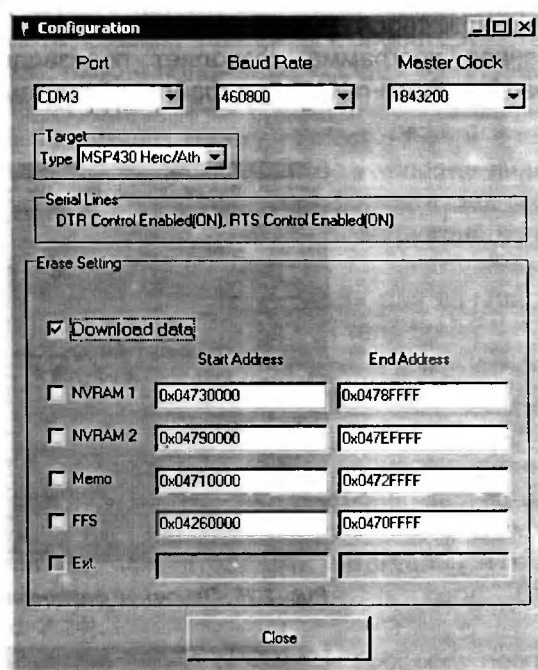 Configuration
Port Baud Rate Master Clock
COM3 460800 1843200
Target
Type MSP430 Herc/Ath
Serial Lines
DTR Control Enabled(ON), RTS Control Enabled(ON)
Erase Setting
Download data
Start Address End Address
NVRAM 1 0x04730000 0x0478FFFF
NVRAM 2 0x04790000 0x047EFFFF
Memo 0x04710000 0x0472FFFF
FFS 0x04260000 0x0470FFFF
Ext.
Close